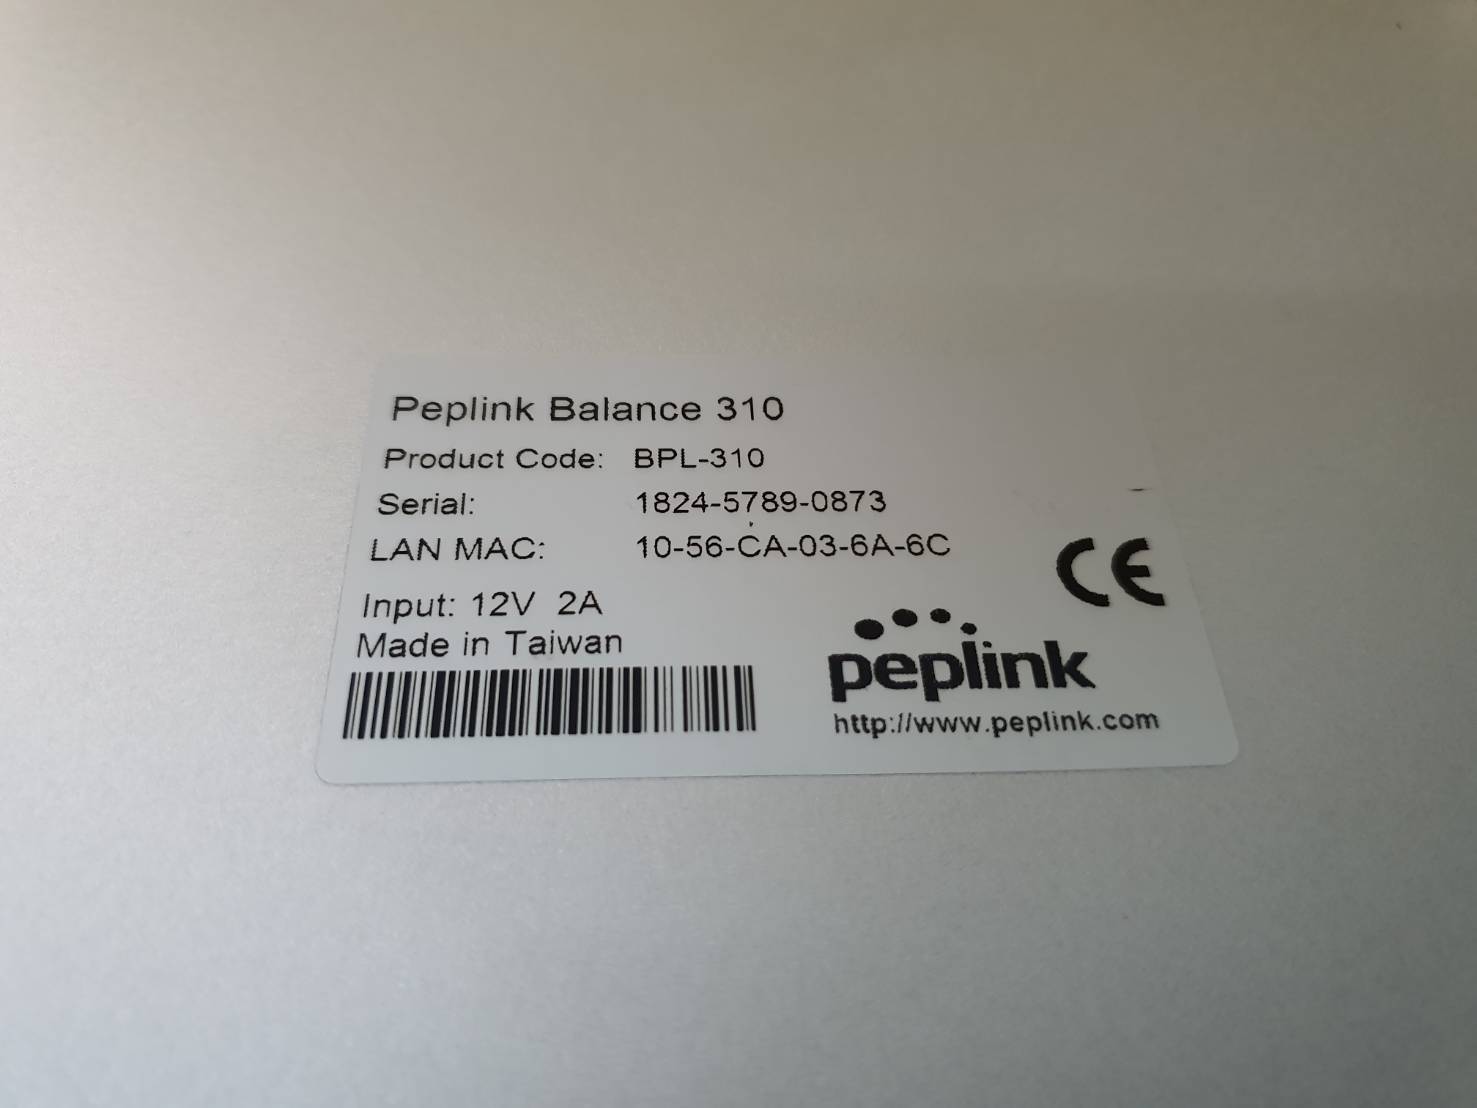 Peplink Balance 310
Product Code: BPL-310
Serial: 1824-5789-0873
LAN MAC: 10-56-CA-03-6A-6C
Input: 12V 2A
Made in Taiwan
CE
peplink
http://www.peplink.com